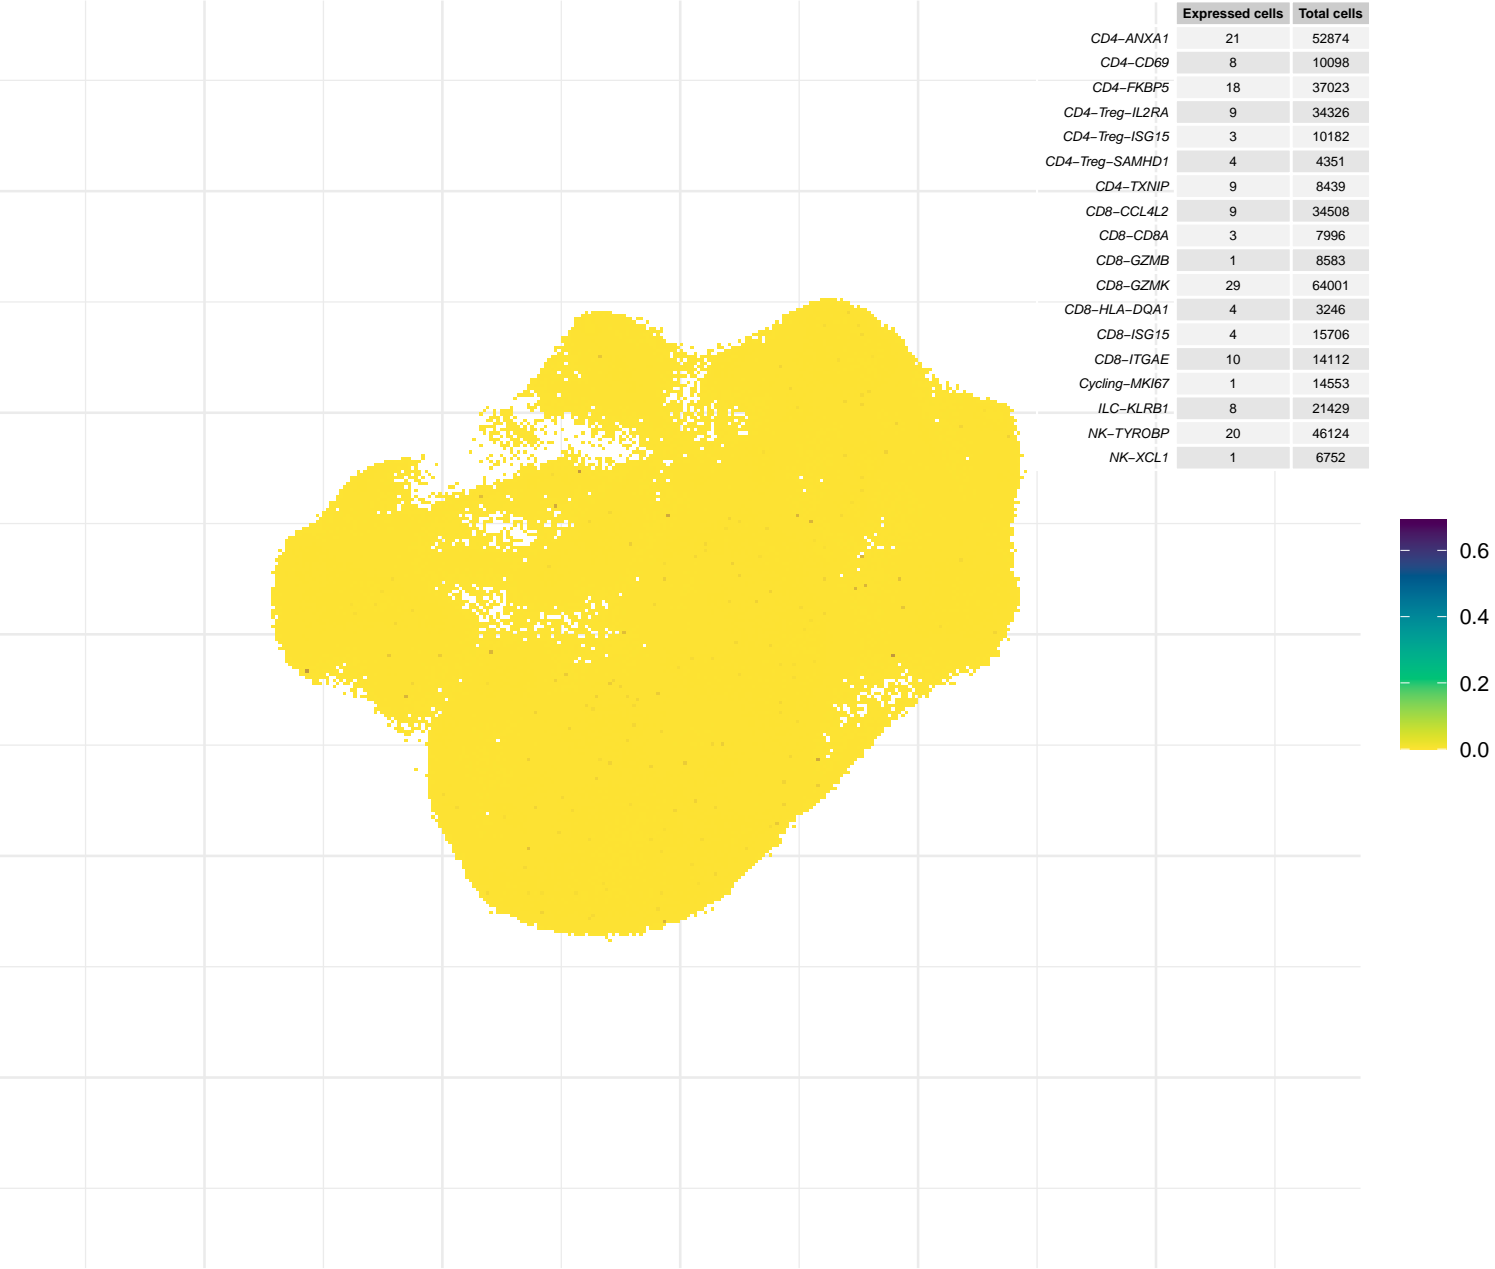 Expressed cells Total cells
CD4−ANXA1 21 52874
CD4−CD69 8 10098
CD4−FKBP5 18 37023
CD4−Treg−IL2RA 9 34326
CD4−Treg−ISG15 3 10182
CD4−Treg−SAMHD1 4 4351
CD4−TXNIP 9 8439
CD8−CCL4L2 9 34508
CD8−CD8A 3 7996
CD8−GZMB 1 8583
CD8−GZMK 29 64001
CD8−HLA−DQA1 4 3246
CD8−ISG15 4 15706
CD8−ITGAE 10 14112
Cycling−MKI67 1 14553
ILC−KLRB1 8 21429
NK−TYROBP 20 46124
NK−XCL1 1 6752
0.6
0.4
0.2
0.0